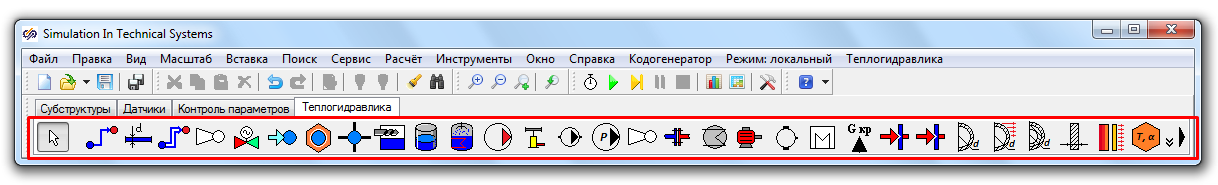 Simulation In Technical Systems
Файл Правка Вид Масштаб Вставка Поиск Сервис Расчёт Инструменты Окно Справка Кодогенератор Режим: локальный Теплогидравлика
Субструктуры Датчики Контроль параметров Теплогидравлика
d P M G кр d d d T, α